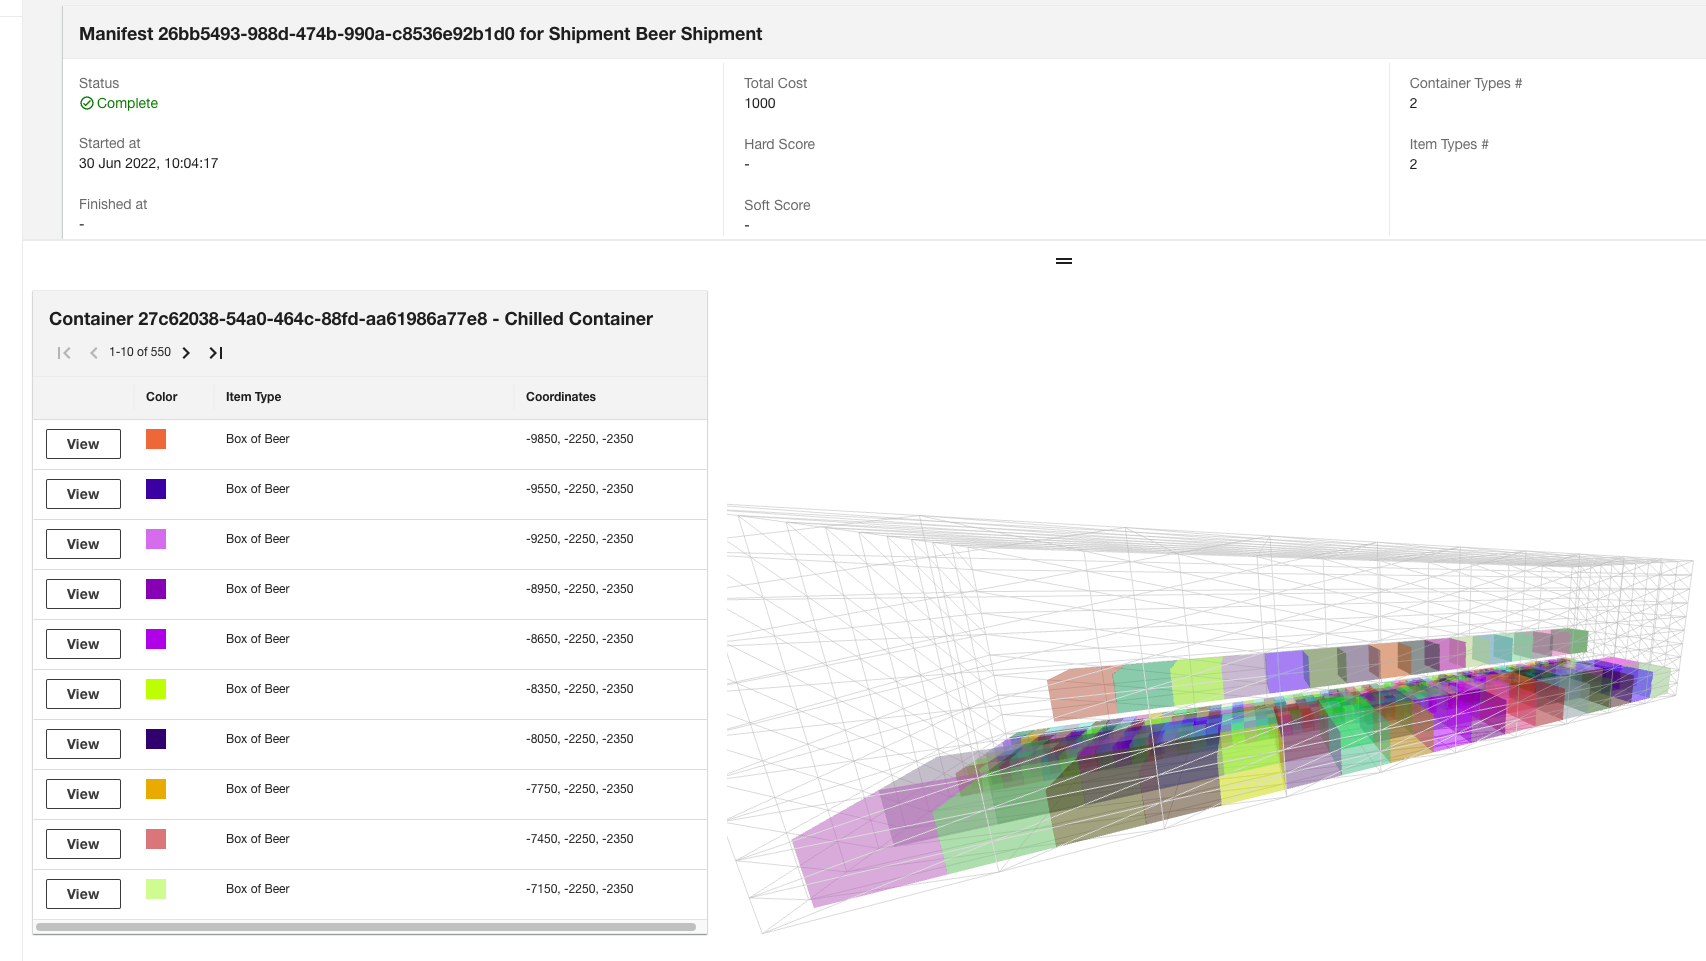 Manifest 26bb5493-988d-474b-990a-c8536e92b1d0 for Shipment Beer Shipment
Status
Complete
Started at
30 Jun 2022, 10:04:17
Finished at
-
Total Cost
1000
Hard Score
-
Soft Score
-
Container Types #
2
Item Types #
2
Container 27c62038-54a0-464c-88fd-aa61986a77e8 - Chilled Container
1-10 of 550
Color Item Type Coordinates
View Box of Beer -9850, -2250, -2350
View Box of Beer -9550, -2250, -2350
View Box of Beer -9250, -2250, -2350
View Box of Beer -8950, -2250, -2350
View Box of Beer -8650, -2250, -2350
View Box of Beer -8350, -2250, -2350
View Box of Beer -8050, -2250, -2350
View Box of Beer -7750, -2250, -2350
View Box of Beer -7450, -2250, -2350
View Box of Beer -7150, -2250, -2350